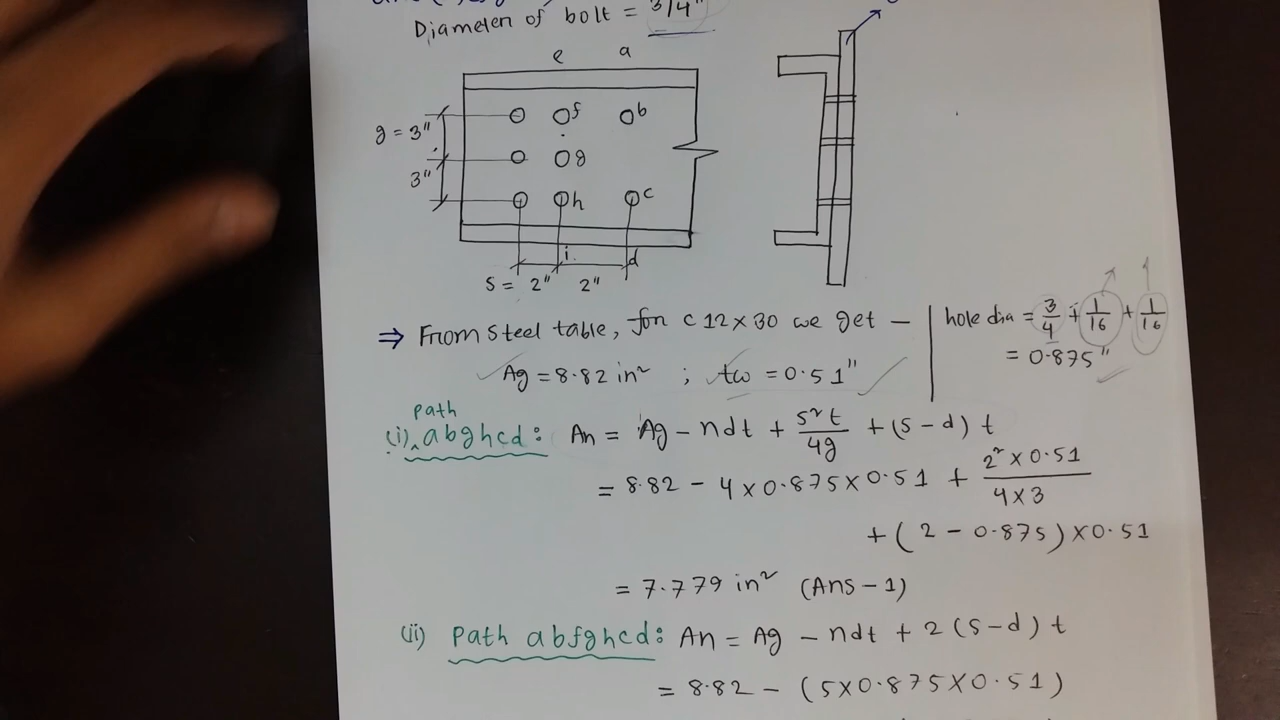 Diameter of bolt = 3/4"
e a
f b
g = 3"
g
3"
h c
i d
S = 2" 2"
⇒ From steel table, for C 12 × 30 we get —
Ag = 8.82 in² ; tw = 0.51"
hole dia = 3/4 + 1/16 + 1/16
= 0.875"
path
(i) abghcd: An = Ag - ndt + s²t/4g + (s - d) t
= 8.82 - 4 × 0.875 × 0.51 + 2² × 0.51/4 × 3
+ (2 - 0.875) × 0.51
= 7.779 in² (Ans-1)
(ii) Path abfghcd: An = Ag - ndt + 2 (s-d) t
= 8.82 - (5 × 0.875 × 0.51)